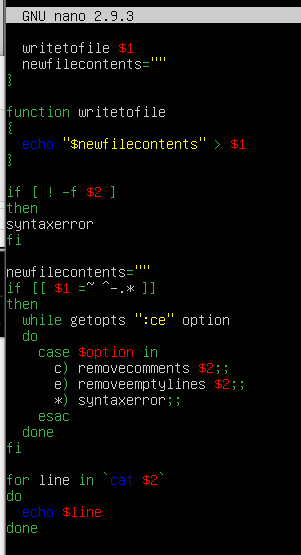 GNU nano 2.9.3
writetofile $1
newfilecontents=""
}
function writetofile
{
echo "$newfilecontents" > $1
}
if [ ! -f $2 ]
then
syntaxerror
fi
newfilecontents=""
if [[ $1 =~ ^-.* ]]
then
while getopts ":ce" option
do
case $option in
c) removecomments $2;;
e) removeemptylines $2;;
*) syntaxerror;;
esac
done
fi
for line in `cat $2`
do
echo $line
done